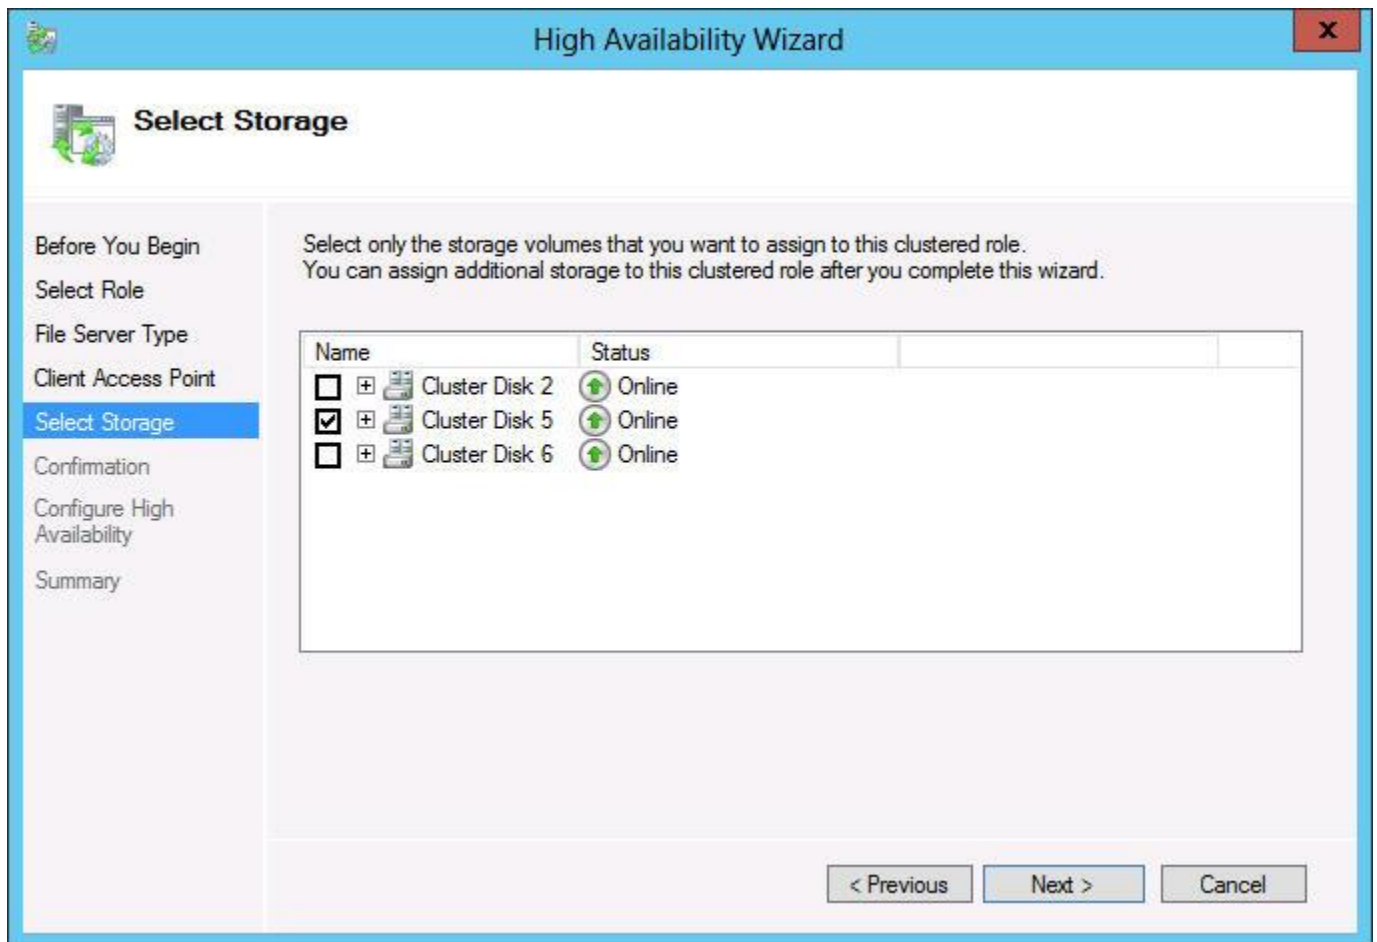 High Availability Wizard
x
Select Storage
Before You Begin
Select Role
File Server Type
Client Access Point
Select Storage
Confirmation
Configure High
Availability
Summary
Select only the storage volumes that you want to assign to this clustered role.
You can assign additional storage to this clustered role after you complete this wizard.
Name Status
Cluster Disk 2 Online
Cluster Disk 5 Online
Cluster Disk 6 Online
< Previous Next > Cancel